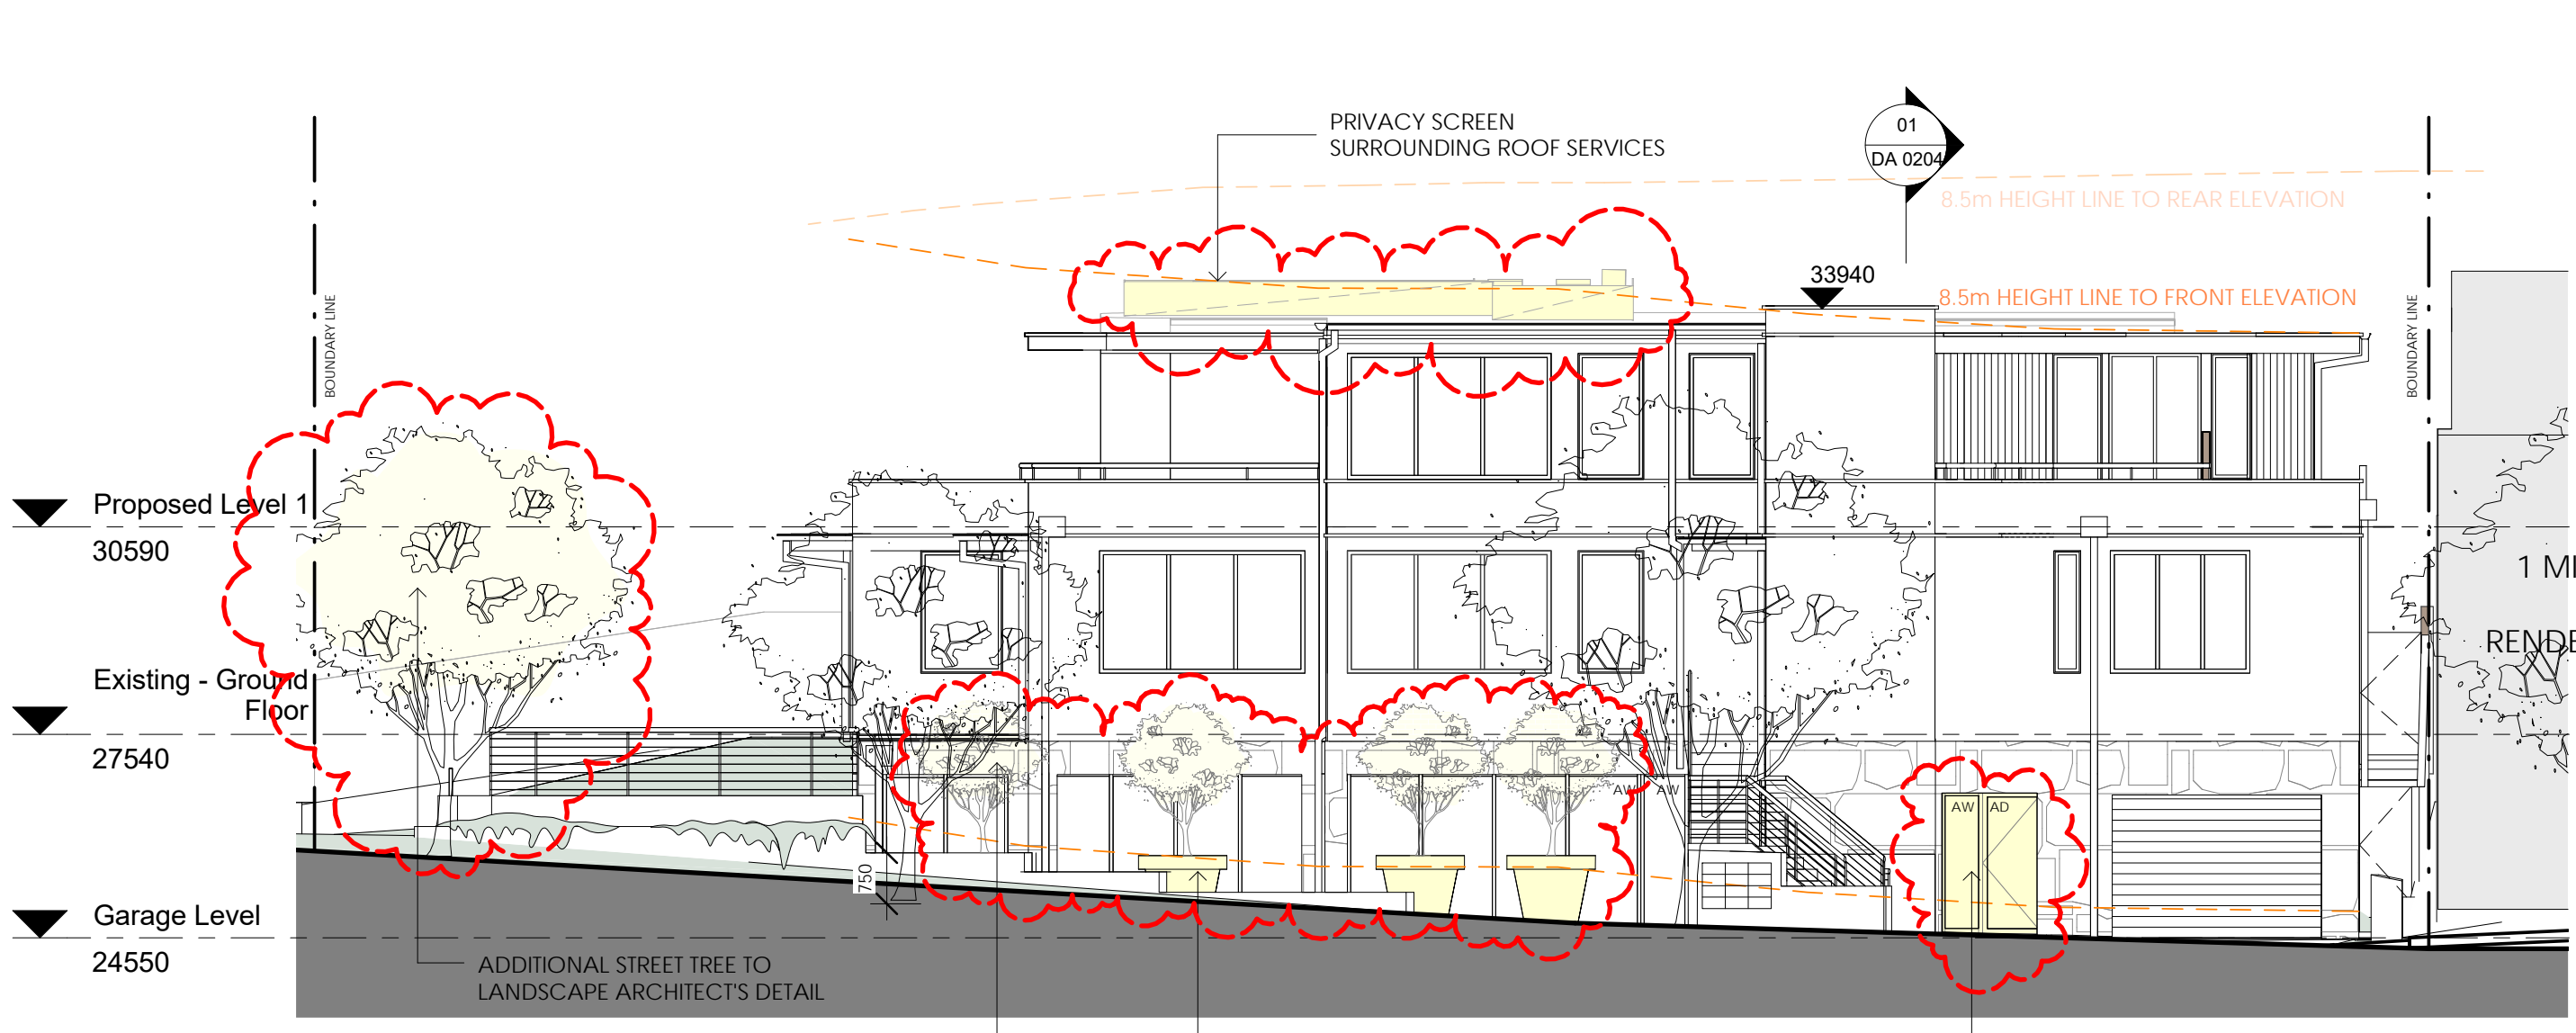 PRIVACY SCREEN
SURROUNDING ROOF SERVICES
01
DA 0204
8.5m HEIGHT LINE TO REAR ELEVATION
33940
8.5m HEIGHT LINE TO FRONT ELEVATION
BOUNDARY LINE
BOUNDARY LINE
Proposed Level 1
30590
1
Existing - Ground
Floor
27540
AW
AW
AW
AD
750
Garage Level
24550
ADDITIONAL STREET TREE TO
LANDSCAPE ARCHITECT'S DETAIL